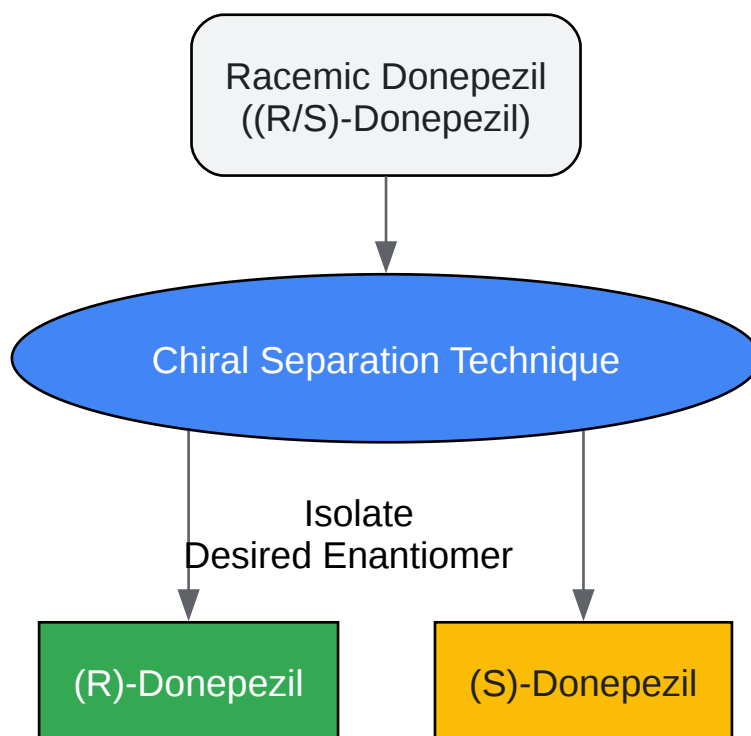 Racemic Donepezil
((R/S)-Donepezil)
Chiral Separation Technique
Isolate
Desired Enantiomer
(R)-Donepezil
(S)-Donepezil